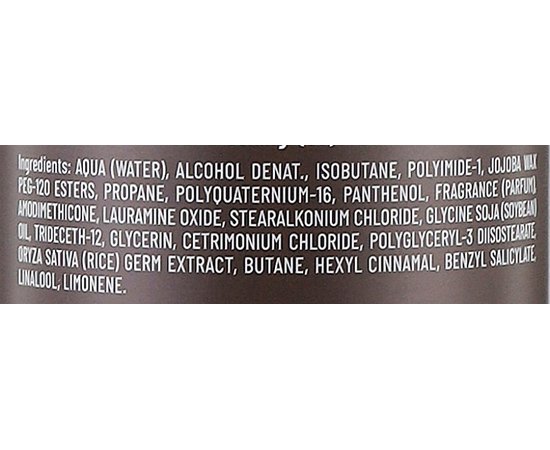 Ingredients: AQUA (WATER), ALCOHOL DENAT., ISOBUTANE, POLYIMIDE-1, JOJOBA WAX
PEG-120 ESTERS, PROPANE, POLYQUATERNIUM-16, PANTHENOL, FRAGRANCE (PARFUM),
AMODIMETHICONE, LAURAMINE OXIDE, STEARALKONIUM CHLORIDE, GLYCINE SOJA (SOYBEAN)
OIL, TRIDECETH-12, GLYCERIN, CETRIMONIUM CHLORIDE, POLYGLYCERYL-3 DIISOSTEARATE,
ORYZA SATIVA (RICE) GERM EXTRACT, BUTANE, HEXYL CINNAMAL, BENZYL SALICYLATE,
LINALOOL, LIMONENE.